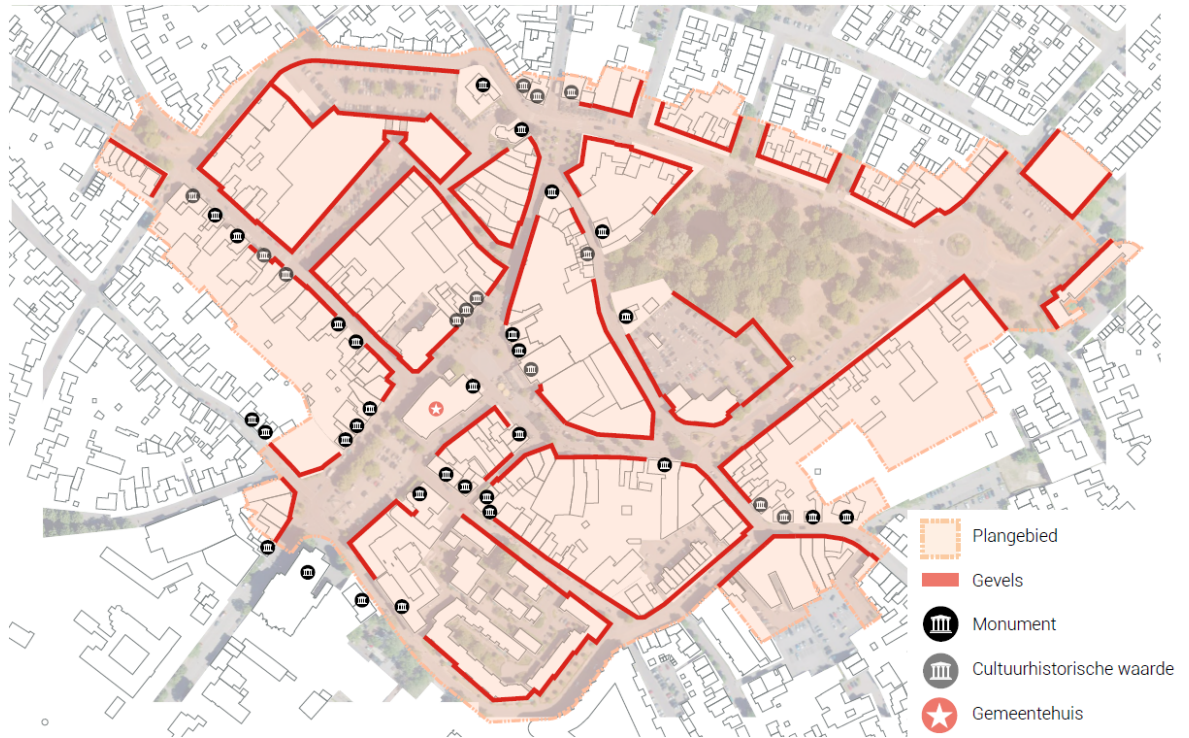 Plangebied
Gevels
Monument
Cultuurhistorische waarde
Gemeentehuis